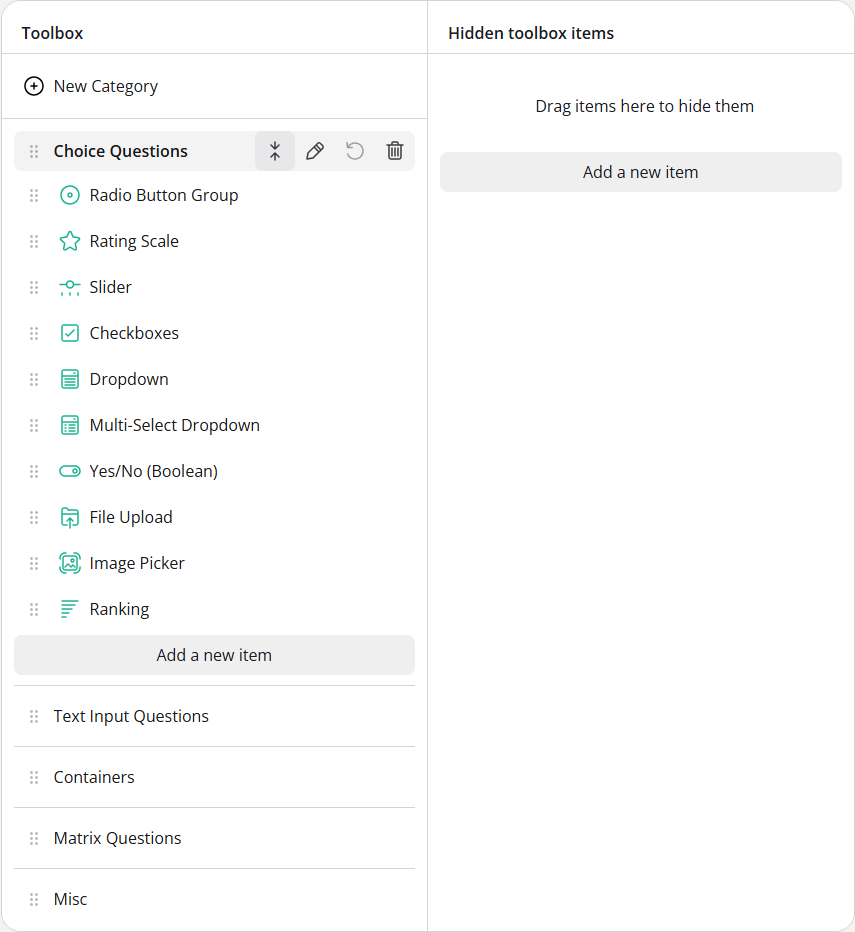 Toolbox
New Category
Choice Questions
Radio Button Group
Rating Scale
Slider
Checkboxes
Dropdown
Multi-Select Dropdown
Yes/No (Boolean)
File Upload
Image Picker
Ranking
Add a new item
Text Input Questions
Containers
Matrix Questions
Misc
Hidden toolbox items
Drag items here to hide them
Add a new item